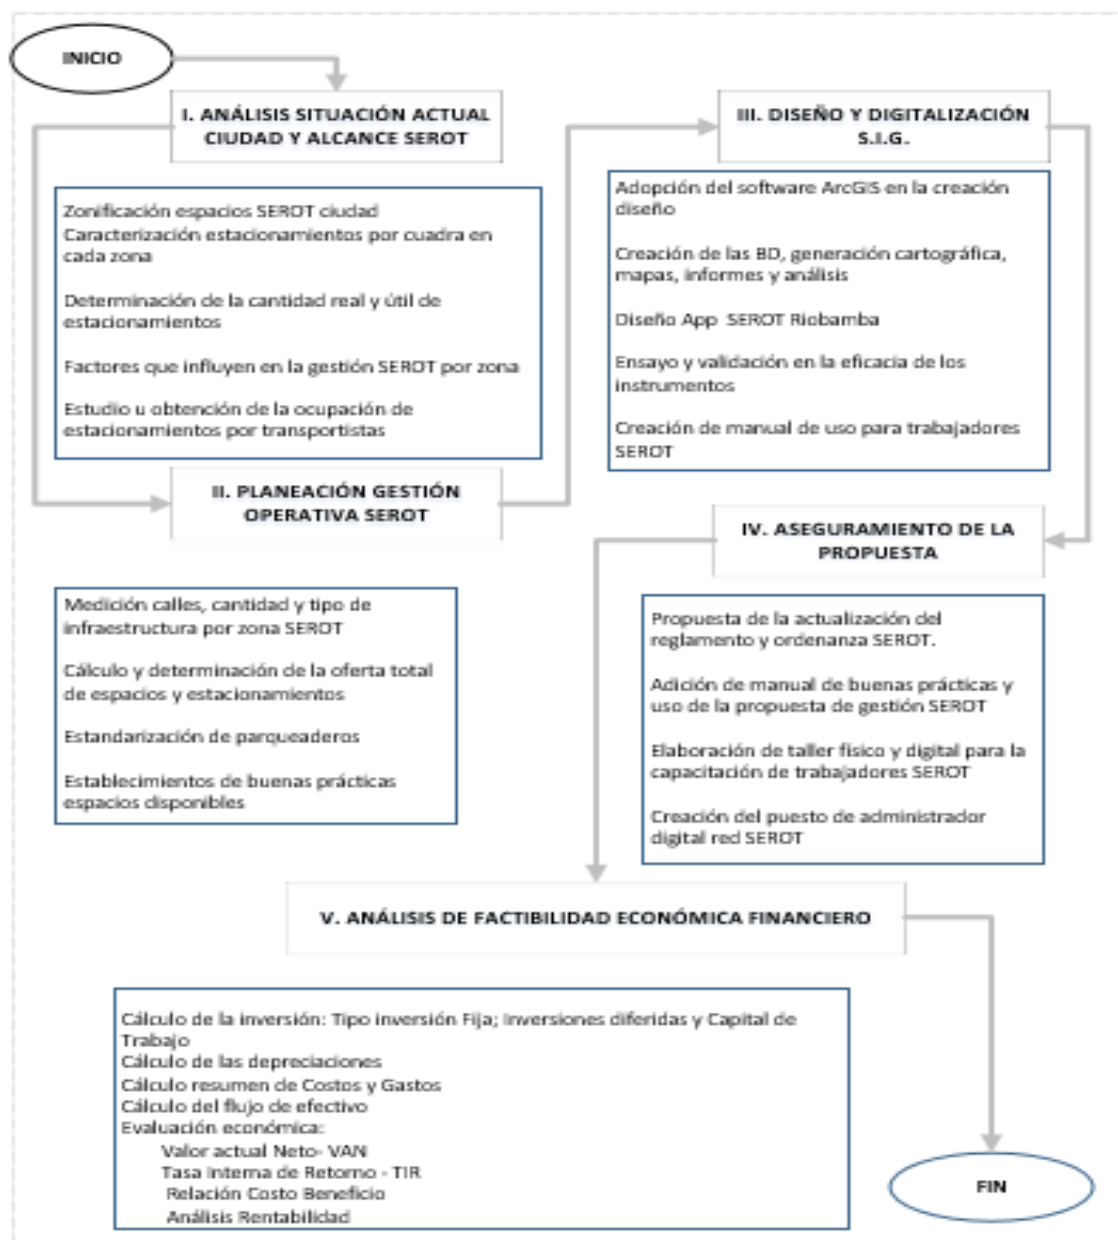 INICIO
I. ANÁLISIS SITUACIÓN ACTUAL
CIUDAD Y ALCANCE SEROT
Zonificación espacios SEROT ciudad
Caracterización estacionamientos por cuadra en
cada zona
Determinación de la cantidad real y útil de
estacionamientos
Factores que influyen en la gestión SEROT por zona
Estudio u obtención de la ocupación de
estacionamientos por transportistas
II. PLANEACIÓN GESTIÓN
OPERATIVA SEROT
Medición calles, cantidad y tipo de
infraestructura por zona SEROT
Cálculo y determinación de la oferta total
de espacios y estacionamientos
Estandarización de parqueaderos
Establecimientos de buenas prácticas
espacios disponibles
III. DISEÑO Y DIGITALIZACIÓN
S.I.G.
Adopción del software ArcGIS en la creación
diseño
Creación de las BD, generación cartográfica,
mapas, informes y análisis
Diseño App SEROT Riobamba
Ensayo y validación en la eficacia de los
instrumentos
Creación de manual de uso para trabajadores
SEROT
IV. ASEGURAMIENTO DE LA
PROPUESTA
Propuesta de la actualización del
reglamento y ordenanza SEROT.
Adición de manual de buenas prácticas y
uso de la propuesta de gestión SEROT
Elaboración de taller físico y digital para la
capacitación de trabajadores SEROT
Creación del puesto de administrador
digital red SEROT
V. ANÁLISIS DE FACTIBILIDAD ECONÓMICA FINANCIERO
Cálculo de la inversión: Tipo inversión Fija; Inversiones diferidas y Capital de
Trabajo
Cálculo de las depreciaciones
Cálculo resumen de Costos y Gastos
Cálculo del flujo de efectivo
Evaluación económica:
Valor actual Neto- VAN
Tasa Interna de Retorno - TIR
Relación Costo Beneficio
Análisis Rentabilidad
FIN